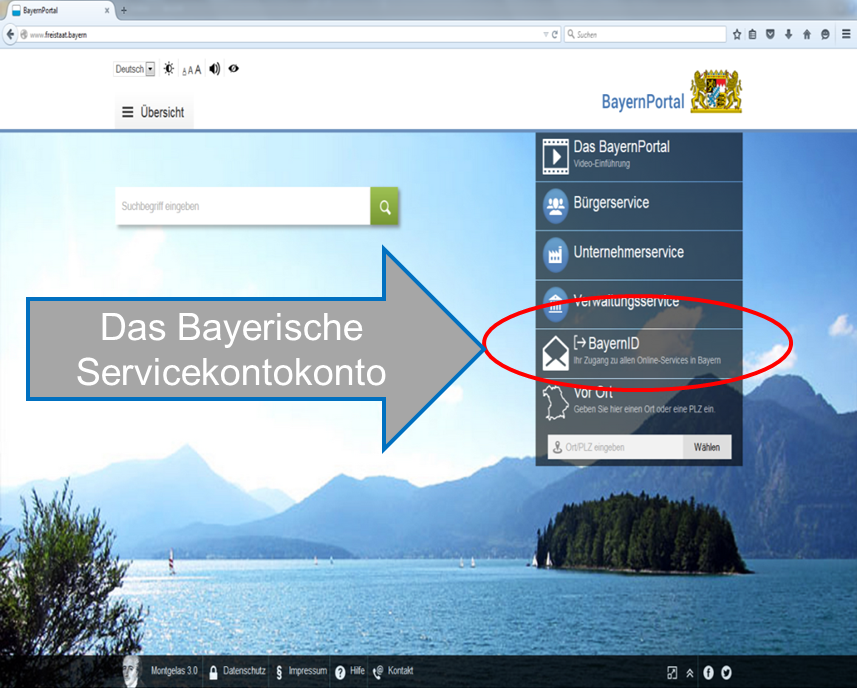 BayernPortal
www.freistaat.bayern
Suchen
Deutsch
A A A
Übersicht
BayernPortal
Das BayernPortal
Video-Einführung
Suchbegriff eingeben
Bürgerservice
Unternehmerservice
Verwaltungsservice
Das Bayerische
Servicekontokonto
BayernID
Ihr Zugang zu allen Online-Services in Bayern
Vor Ort
Geben Sie hier einen Ort oder eine PLZ ein.
Ort/PLZ eingeben
Wählen
Montgelas 3.0
Datenschutz
§ Impressum
? Hilfe
Kontakt